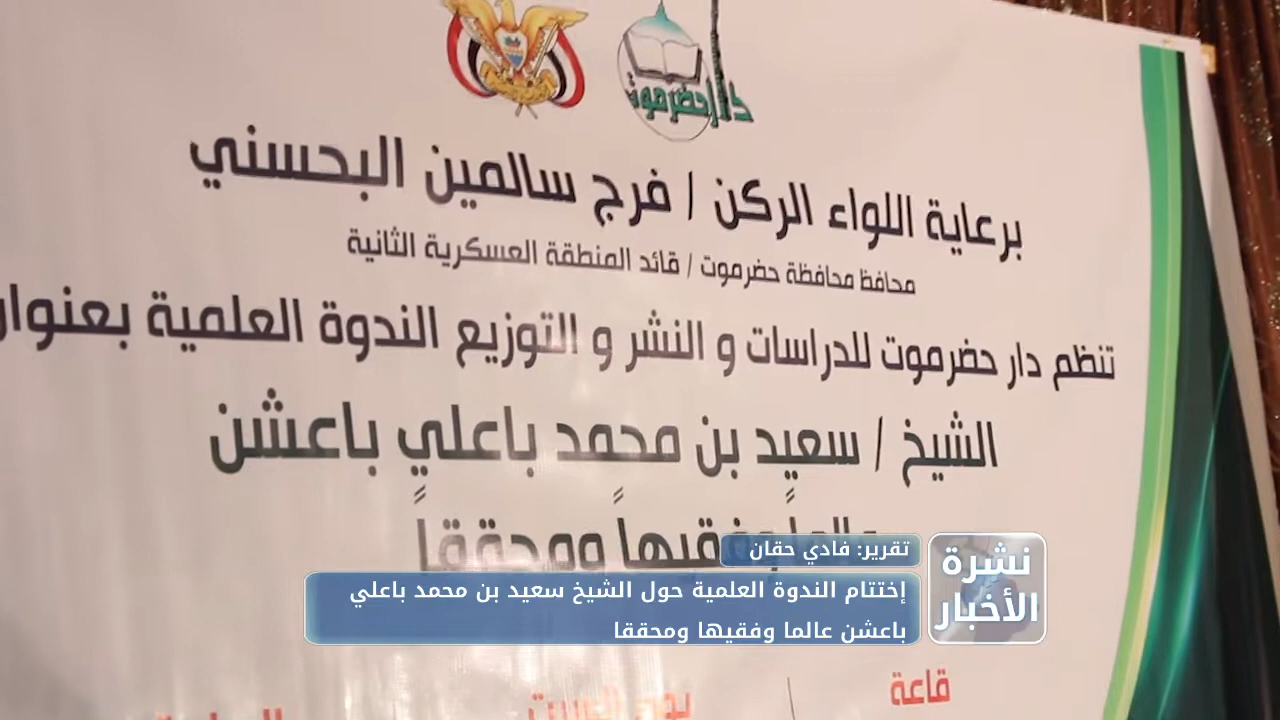 دار حضرموت
برعاية اللواء الركن / فرج سالمين البحسني
محافظ محافظة حضرموت / قائد المنطقة العسكرية الثانية
تنظم دار حضرموت للدراسات و النشر و التوزيع الندوة العلمية بعنوان
الشيخ / سعيد بن محمد باعلي باعشن
عالماً وفقيهاً ومحققاً
تقرير: فادي حقان
نشرة الأخبار
إختتام الندوة العلمية حول الشيخ سعيد بن محمد باعلي
باعشن عالما وفقيها ومحققا
قاعة